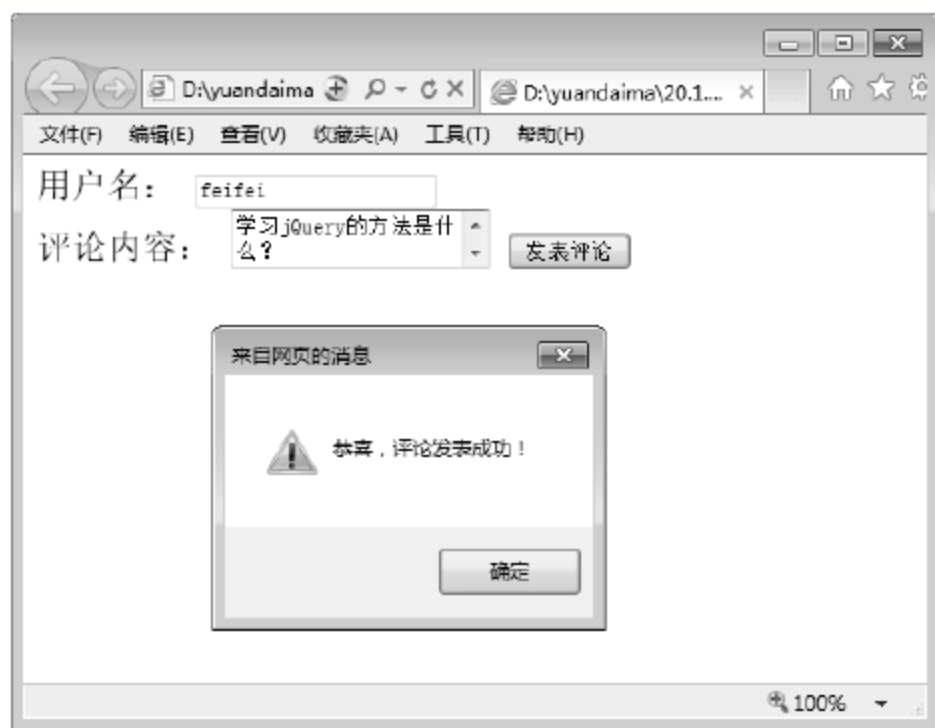 D:\yuandaima
D:\yuandaima\20.1....
文件(F) 编辑(E) 查看(V) 收藏夹(A) 工具(T) 帮助(H)
用户名： feifei
评论内容：
学习jQuery的方法是什
么？
发表评论
来自网页的消息
恭喜，评论发表成功！
确定
100%